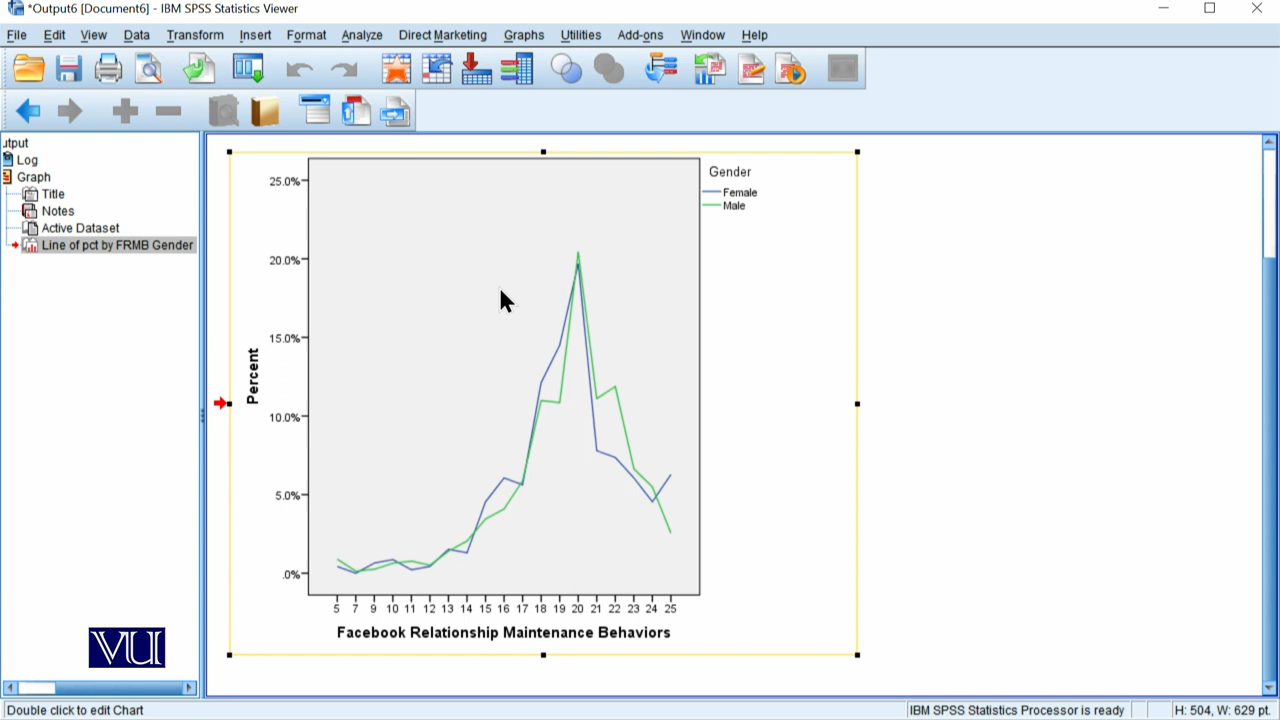 *Output6 [Document6] - IBM SPSS Statistics Viewer
File Edit View Data Transform Insert Format Analyze Direct Marketing Graphs Utilities Add-ons Window Help
utput
Log
Graph
Title
Notes
Active Dataset
Line of pct by FRMB Gender
25.0%
20.0%
15.0%
10.0%
5.0%
.0%
Percent
5 7 9 10 11 12 13 14 15 16 17 18 19 20 21 22 23 24 25
Facebook Relationship Maintenance Behaviors
Gender
Female
Male
VU
Double click to edit Chart
IBM SPSS Statistics Processor is ready
H: 504, W: 629 pt.